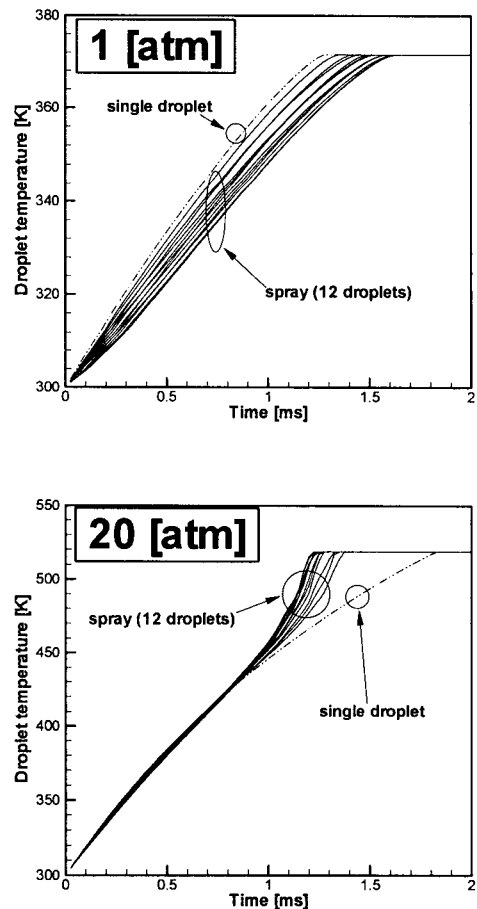 380
1 [atm]
360
single droplet
340
Droplet temperature [K]
spray (12 droplets)
320
300
0
0.5
1
1.5
2
Time [ms]
550
20 [atm]
500
spray (12 droplets)
450
Droplet temperature [K]
single droplet
400
350
300
0
0.5
1
1.5
2
Time [ms]